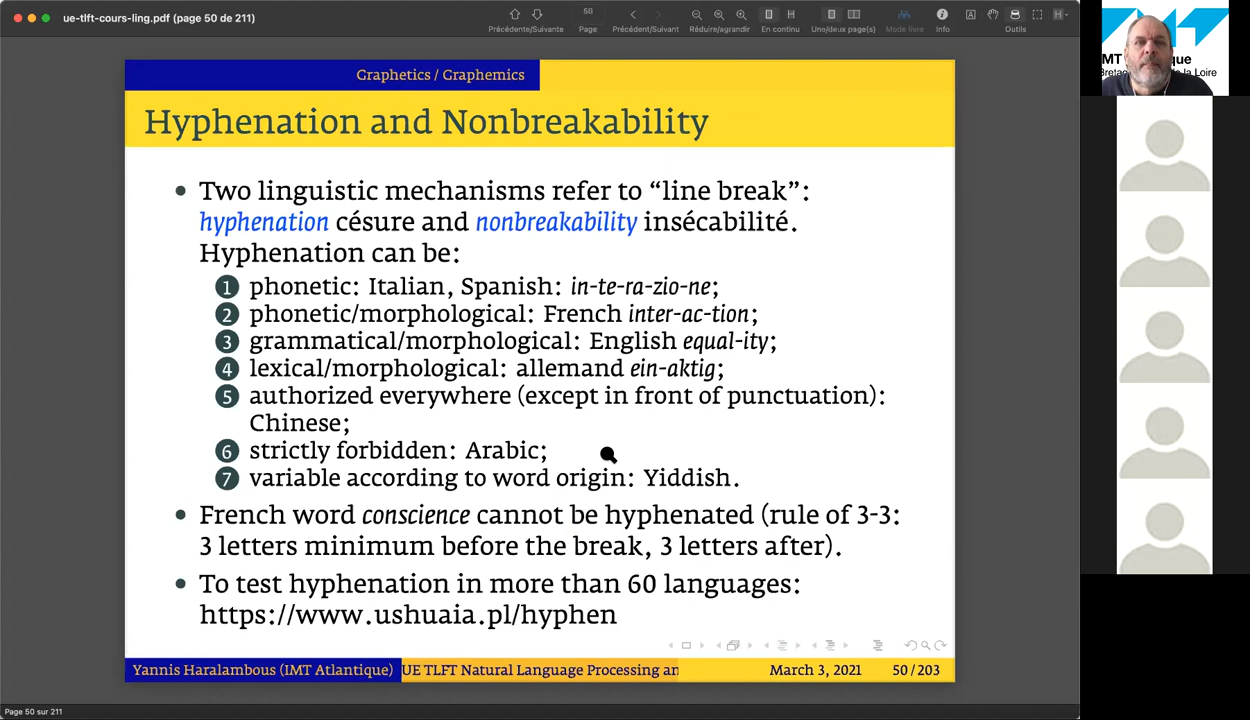 ue-tlft-cours-ling.pdf (page 50 de 211)
50
Précédente/Suivante
Page
Précédent/Suivant
Réduire/agrandir
En continu
Une/deux page(s)
Mode livre
Info
Outils
Graphetics / Graphemics
Hyphenation and Nonbreakability
• Two linguistic mechanisms refer to “line break”:
hyphenation césure and nonbreakability insécabilité.
Hyphenation can be:
1 phonetic: Italian, Spanish: in-te-ra-zio-ne;
2 phonetic/morphological: French inter-ac-tion;
3 grammatical/morphological: English equal-ity;
4 lexical/morphological: allemand ein-aktig;
5 authorized everywhere (except in front of punctuation):
Chinese;
6 strictly forbidden: Arabic;
7 variable according to word origin: Yiddish.
• French word conscience cannot be hyphenated (rule of 3-3:
3 letters minimum before the break, 3 letters after).
• To test hyphenation in more than 60 languages:
https://www.ushuaia.pl/hyphen
Yannis Haralambous (IMT Atlantique)
UE TLFT Natural Language Processing an
March 3, 2021
50/203
Page 50 sur 211